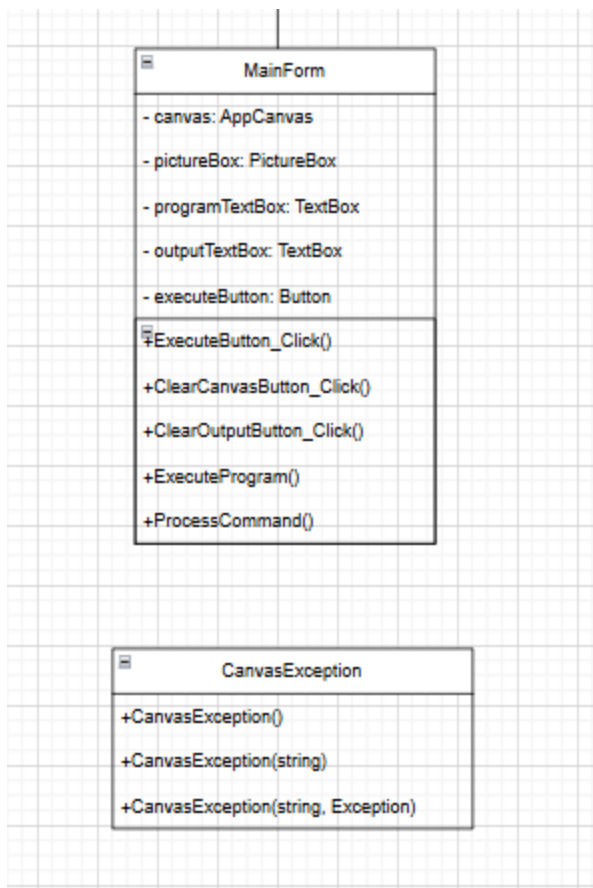 MainForm
- canvas: AppCanvas
- pictureBox: PictureBox
- programTextBox: TextBox
- outputTextBox: TextBox
- executeButton: Button
+ExecuteButton_Click()
+ClearCanvasButton_Click()
+ClearOutputButton_Click()
+ExecuteProgram()
+ProcessCommand()
CanvasException
+CanvasException()
+CanvasException(string)
+CanvasException(string, Exception)